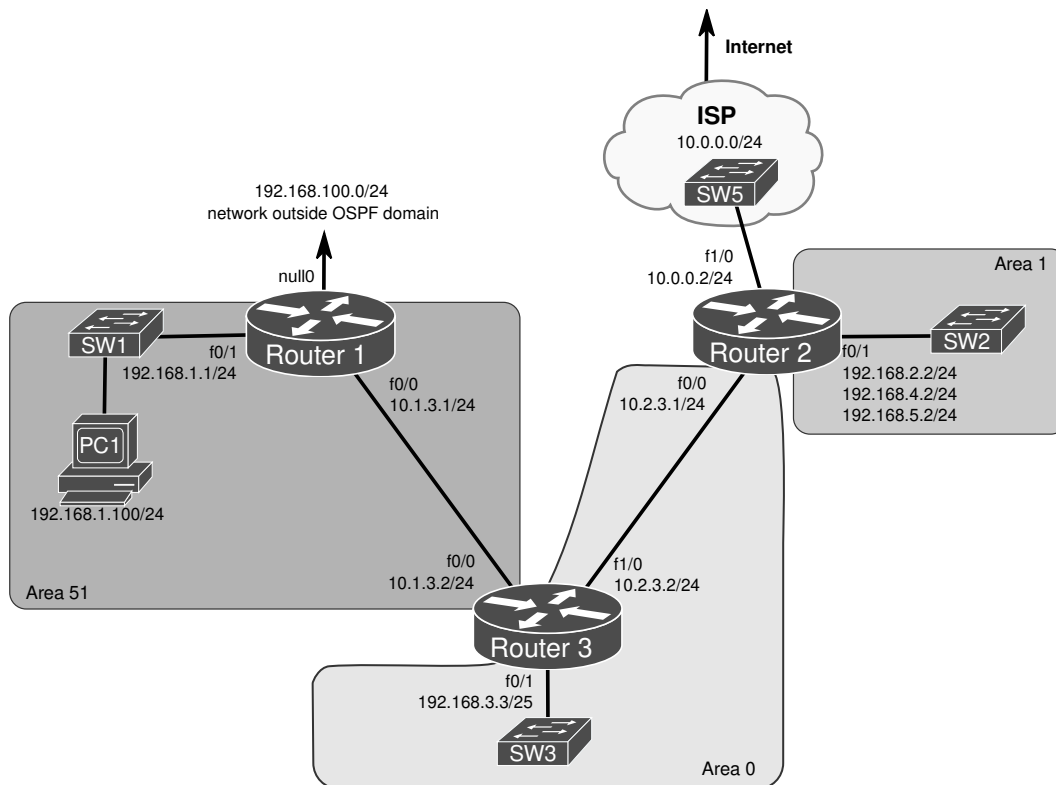 Internet
ISP
10.0.0.0/24
SW5
192.168.100.0/24
network outside OSPF domain
null0
f1/0
10.0.0.2/24
Area 1
SW1
f0/1
192.168.1.1/24
Router 1
Router 2
f0/1
192.168.2.2/24
192.168.4.2/24
192.168.5.2/24
SW2
f0/0
10.1.3.1/24
f0/0
10.2.3.1/24
PC1
192.168.1.100/24
f0/0
10.1.3.2/24
f1/0
10.2.3.2/24
Area 51
Router 3
f0/1
192.168.3.3/25
SW3
Area 0